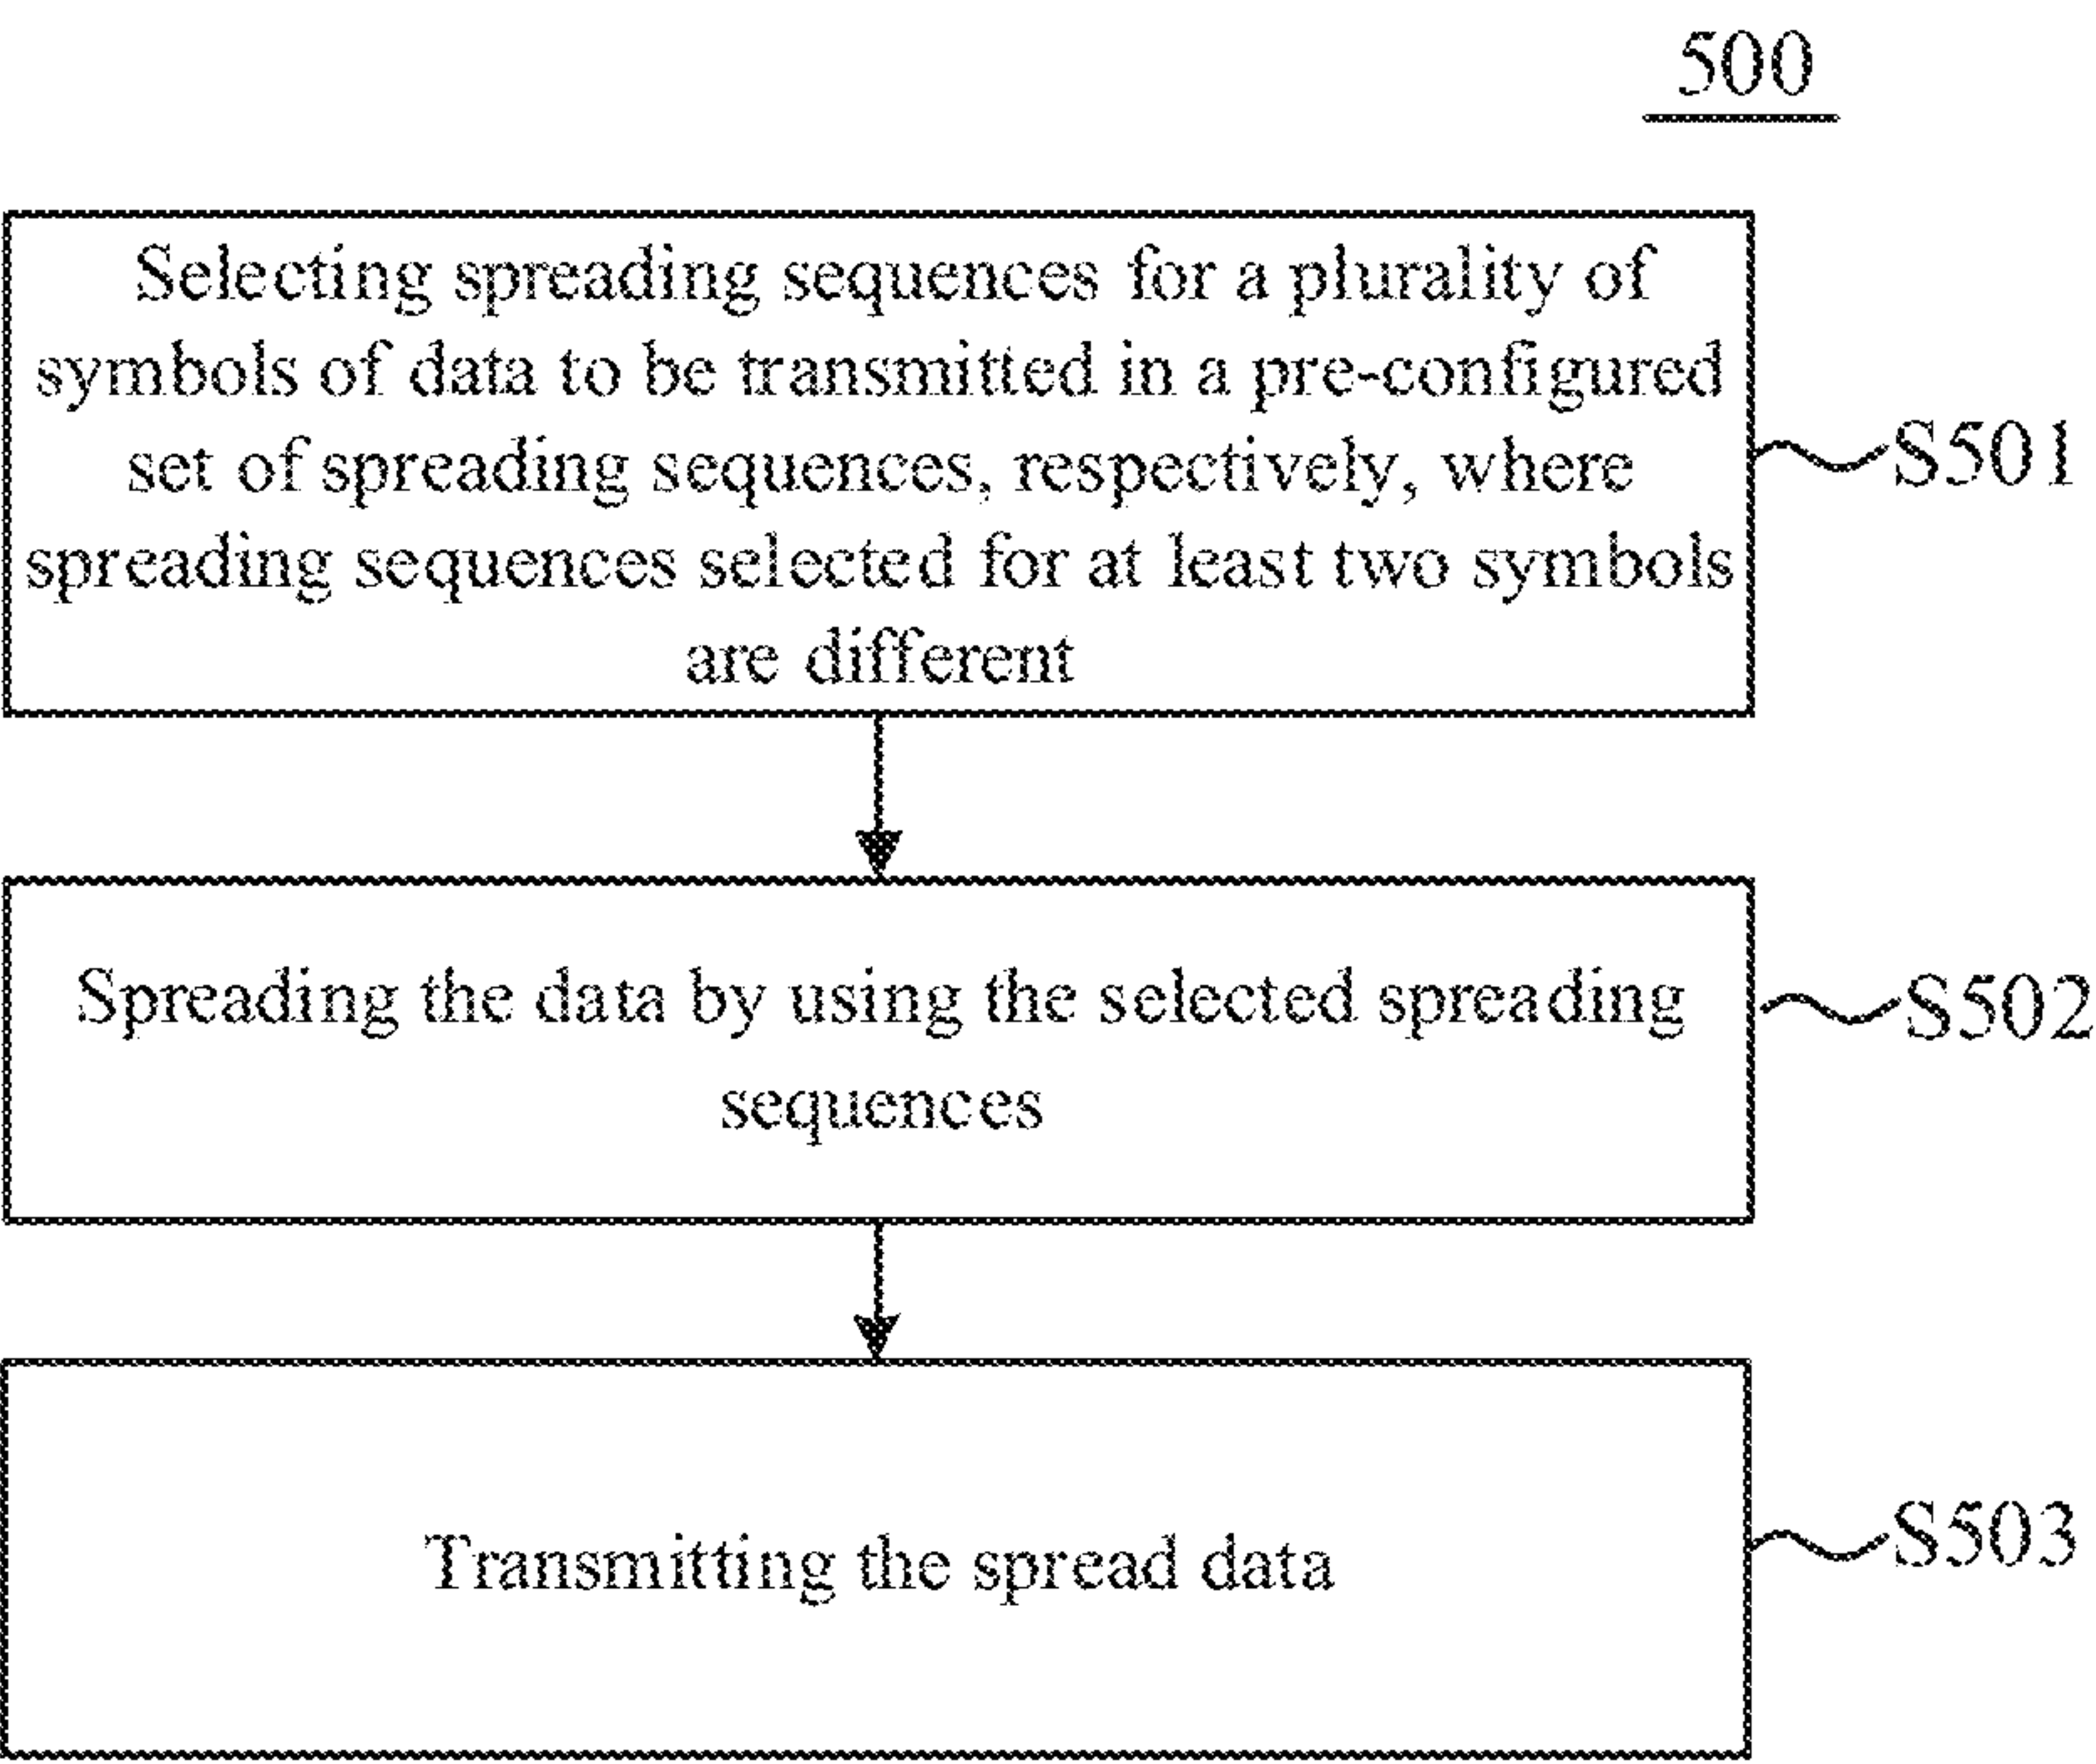 500
Selecting spreading sequences for a plurality of
symbols of data to be transmitted in a pre-configured
set of spreading sequences, respectively, where
spreading sequences selected for at least two symbols
are different
S501
Spreading the data by using the selected spreading
sequences
S502
Transmitting the spread data
S503